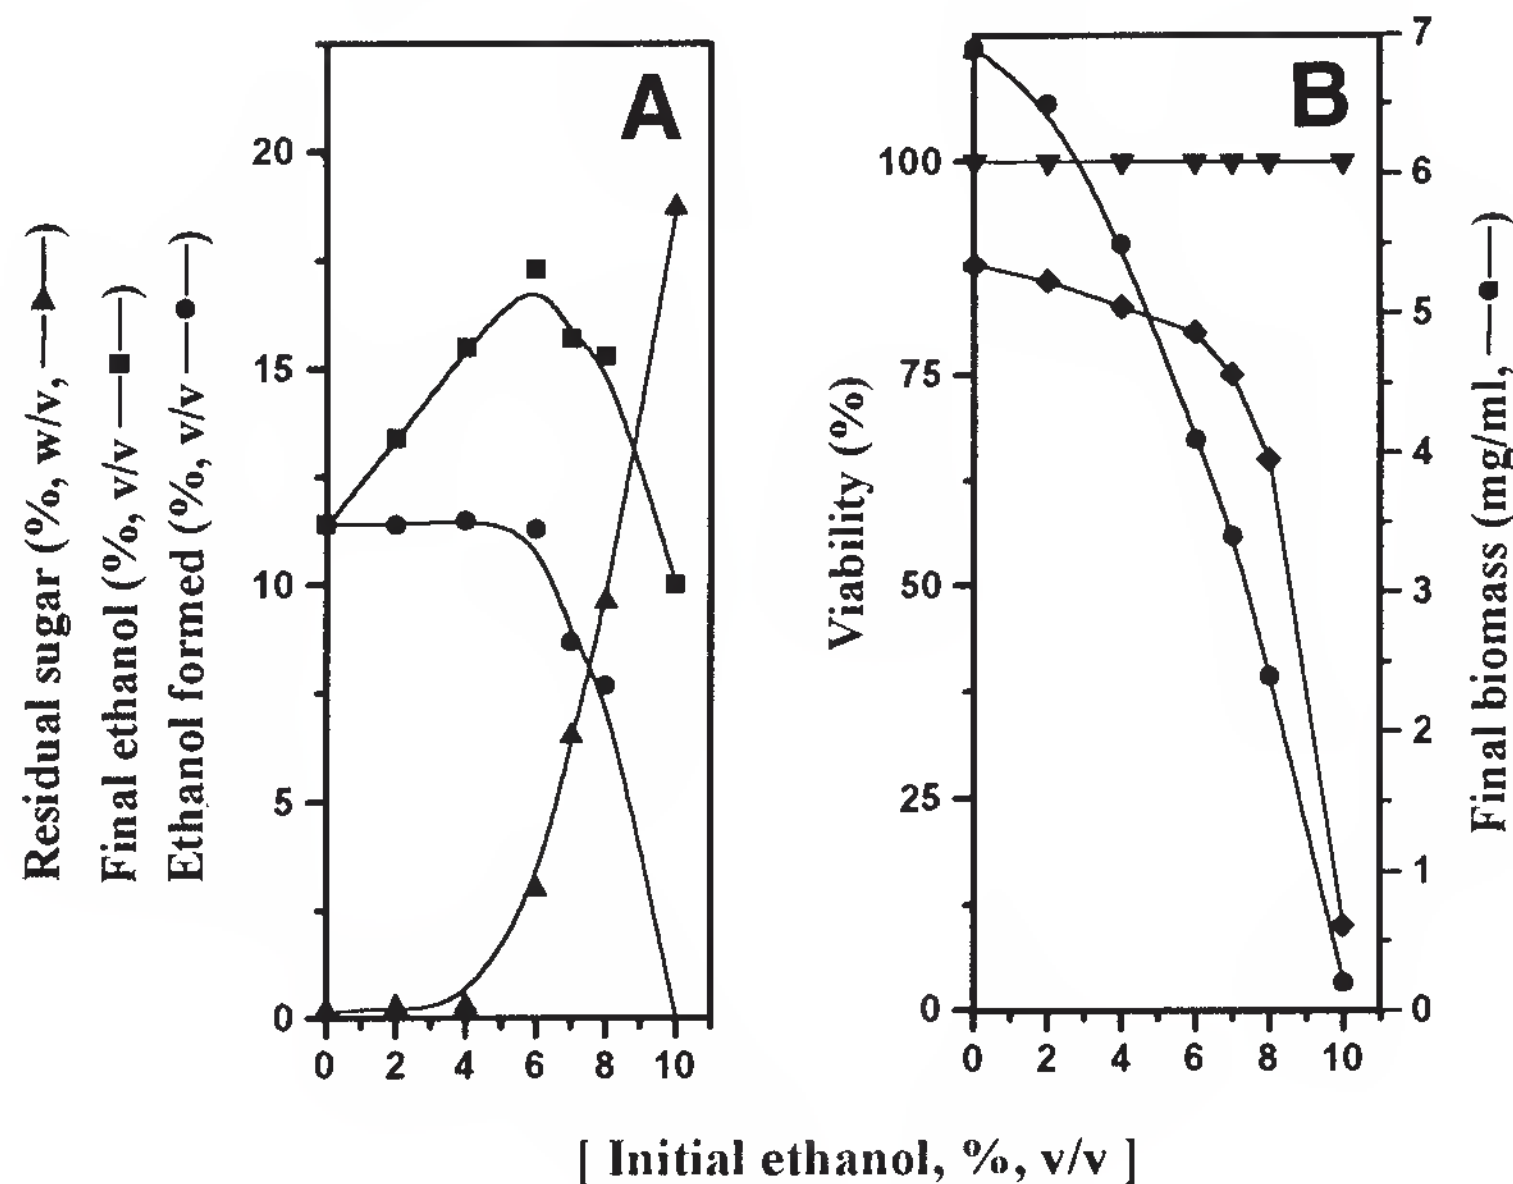 Residual sugar (%, w/v, —▲—)
Final ethanol (%, v/v —■—)
Ethanol formed (%, v/v —●—)
A
20
15
10
5
0
0 2 4 6 8 10
B
Viability (%)
100
75
50
25
0
0 2 4 6 8 10
7
6
5
4
3
2
1
0
Final biomass (mg/ml, —●—)
[ Initial ethanol, %, v/v ]